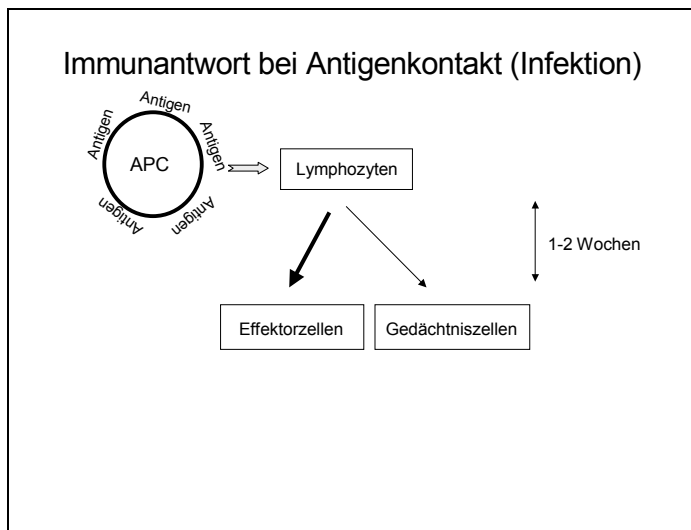 Immunantwort bei Antigenkontakt (Infektion)
Antigen
Antigen
Antigen
APC
Antigen
Antigen
Lymphozyten
1-2 Wochen
Effektorzellen
Gedächtniszellen